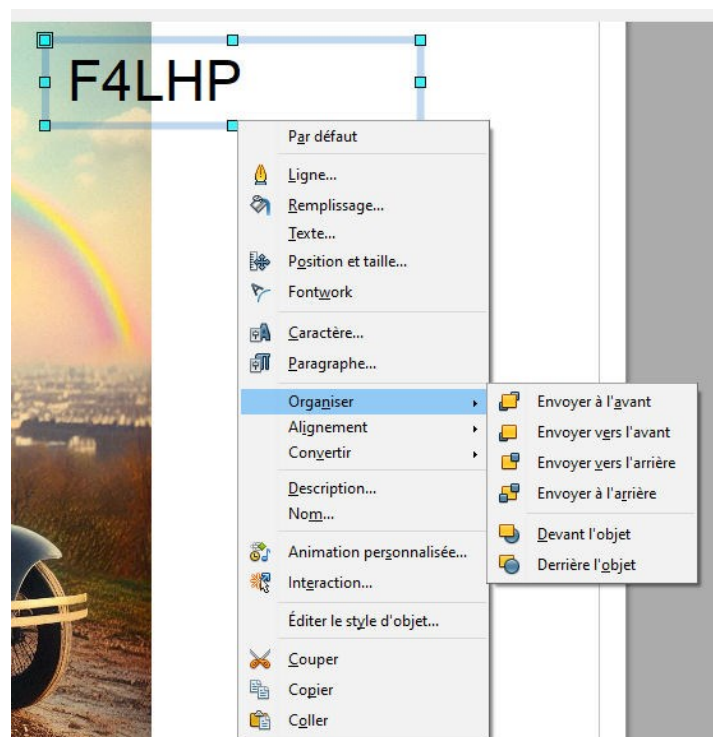 F4LHP
Par défaut
Ligne...
Remplissage...
Texte...
Position et taille...
Fontwork
Caractère...
Paragraphe...
Organiser
Alignement
Convertir
Description...
Nom...
Animation personnalisée...
Interaction...
Éditer le style d'objet...
Couper
Copier
Coller
Envoyer à l'avant
Envoyer vers l'avant
Envoyer vers l'arrière
Envoyer à l'arrière
Devant l'objet
Derrière l'objet